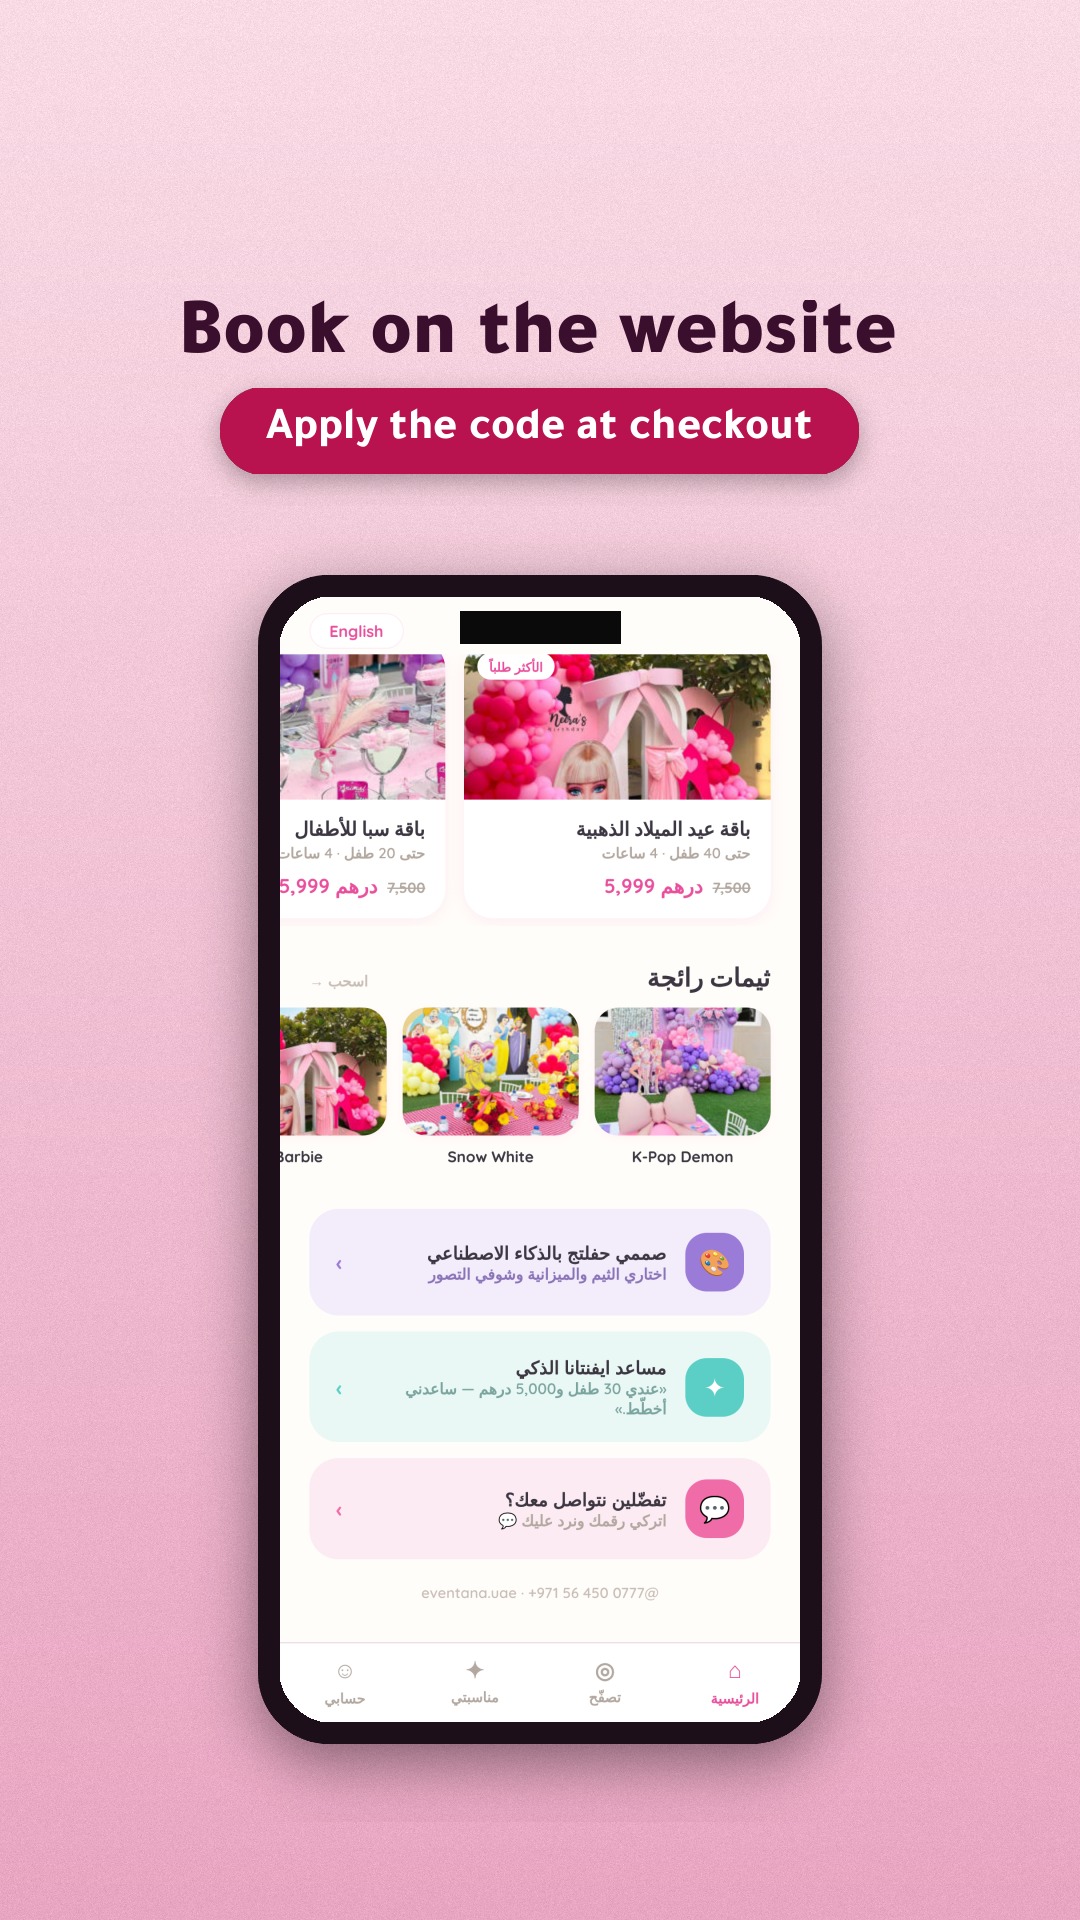 Book on the website
Apply the code at checkout
English
الأكثر طلباً
Neera's
birthday
باقة عيد الميلاد الذهبية
حتى 40 طفل · 4 ساعات
7,500 درهم 5,999
باقة سبا للأطفال
حتى 20 طفل · 4 ساعات
7,500 درهم 5,999
ثيمات رائجة
اسحب →
K-Pop Demon
Snow White
Barbie
صممي حفلتج بالذكاء الاصطناعي
اختاري الثيم والميزانية وشوفي التصور
مساعد ايفنتانا الذكي
«عندي 30 طفل و5,000 درهم — ساعدني
أخطّط.»
تفضّلين نتواصل معك؟
اتركي رقمك ونرد عليك 💬
eventana.uae · +971 56 450 0777@
الرئيسية
تصفّح
مناسبتي
حسابي